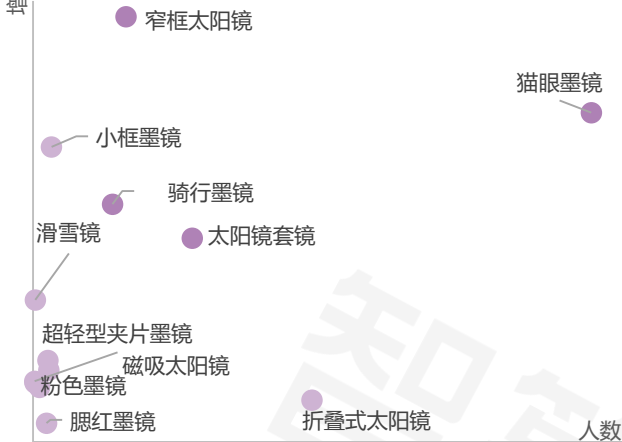 窄框太阳镜
猫眼墨镜
小框墨镜
骑行墨镜
滑雪镜
太阳镜套镜
超轻型夹片墨镜
磁吸太阳镜
粉色墨镜
腮红墨镜
折叠式太阳镜
人数
智